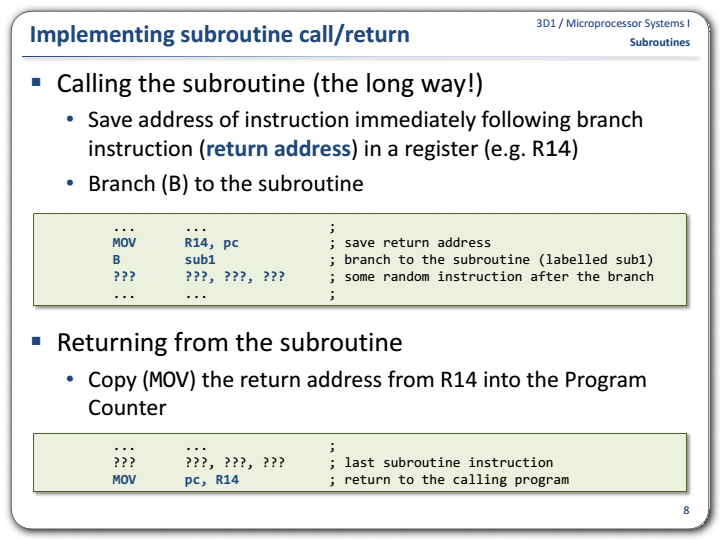 Implementing subroutine call/return
3D1 / Microprocessor Systems I
Subroutines
▪ Calling the subroutine (the long way!)
• Save address of instruction immediately following branch
instruction (return address) in a register (e.g. R14)
• Branch (B) to the subroutine
... ... ;
MOV R14, pc ; save return address
B sub1 ; branch to the subroutine (labelled sub1)
??? ???, ???, ??? ; some random instruction after the branch
... ... ;
▪ Returning from the subroutine
• Copy (MOV) the return address from R14 into the Program
Counter
... ... ;
??? ???, ???, ??? ; last subroutine instruction
MOV pc, R14 ; return to the calling program
8